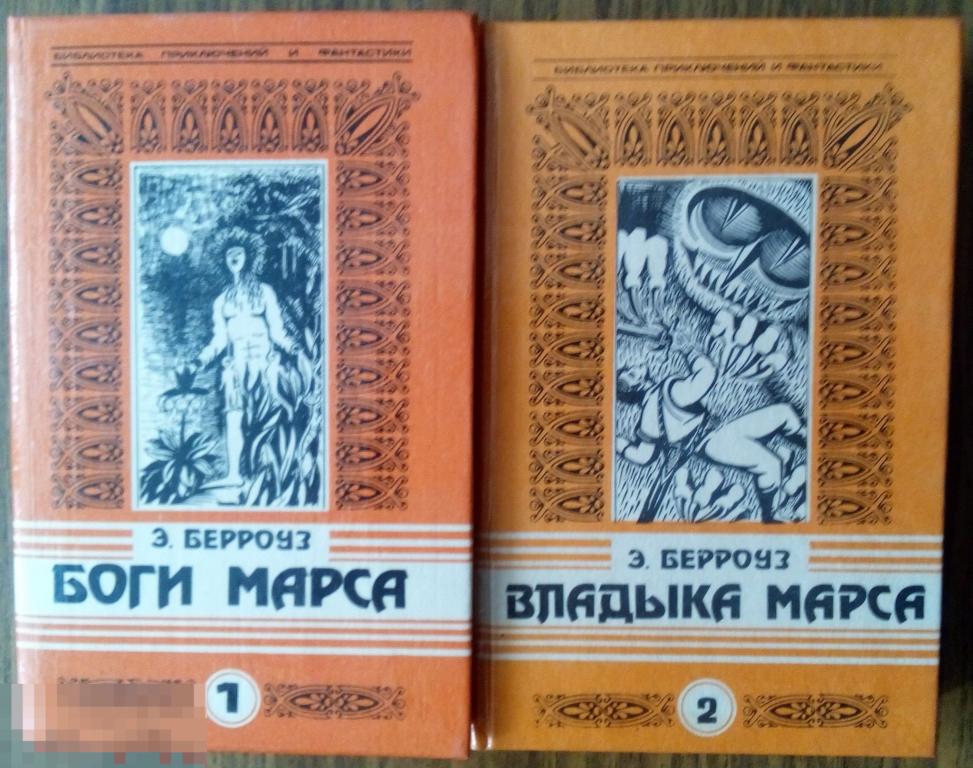 БИБЛИОТЕКА ПРИКЛЮЧЕНИЙ И ФАНТАСТИКИ
Э. БЕРРОУЗ
БОГИ МАРСА
1
БИБЛИОТЕКА ПРИКЛЮЧЕНИЙ И ФАНТАСТИКИ
Э. БЕРРОУЗ
ВЛАДЫКА МАРСА
2